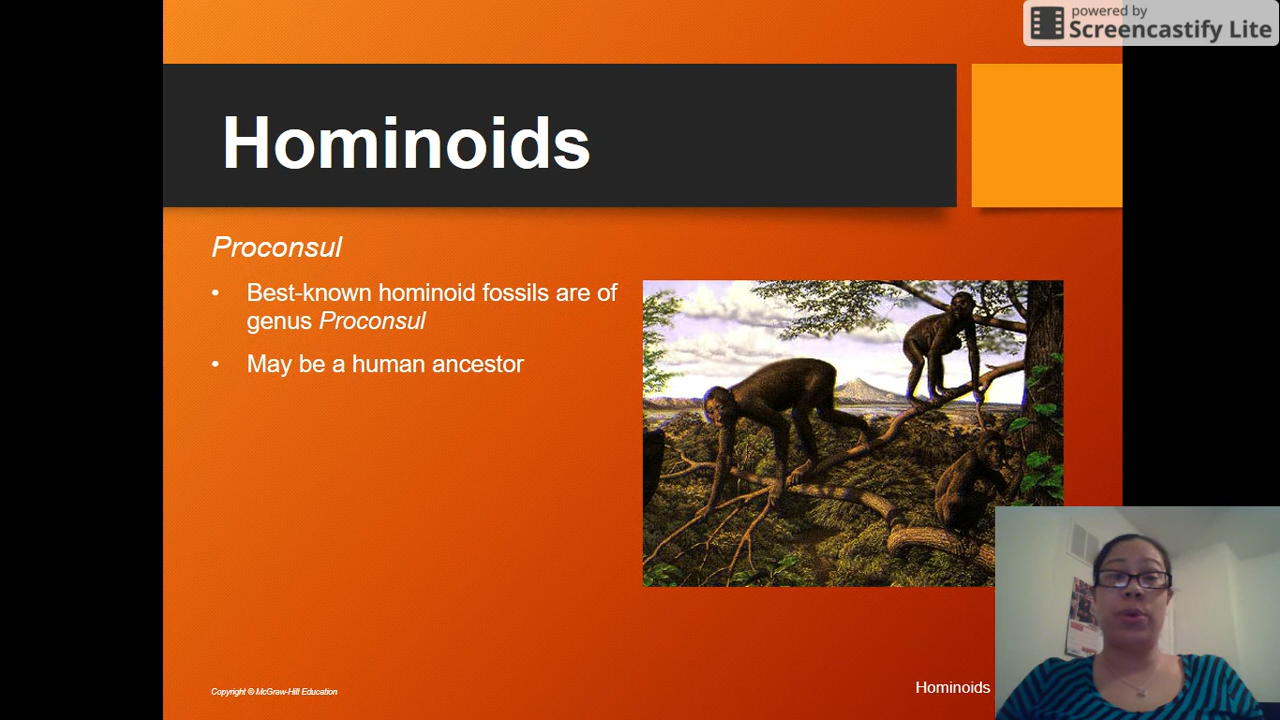 powered by
Screencastify Lite
Hominoids
Proconsul
• Best-known hominoid fossils are of
genus Proconsul
• May be a human ancestor
Copyright © McGraw-Hill Education
Hominoids